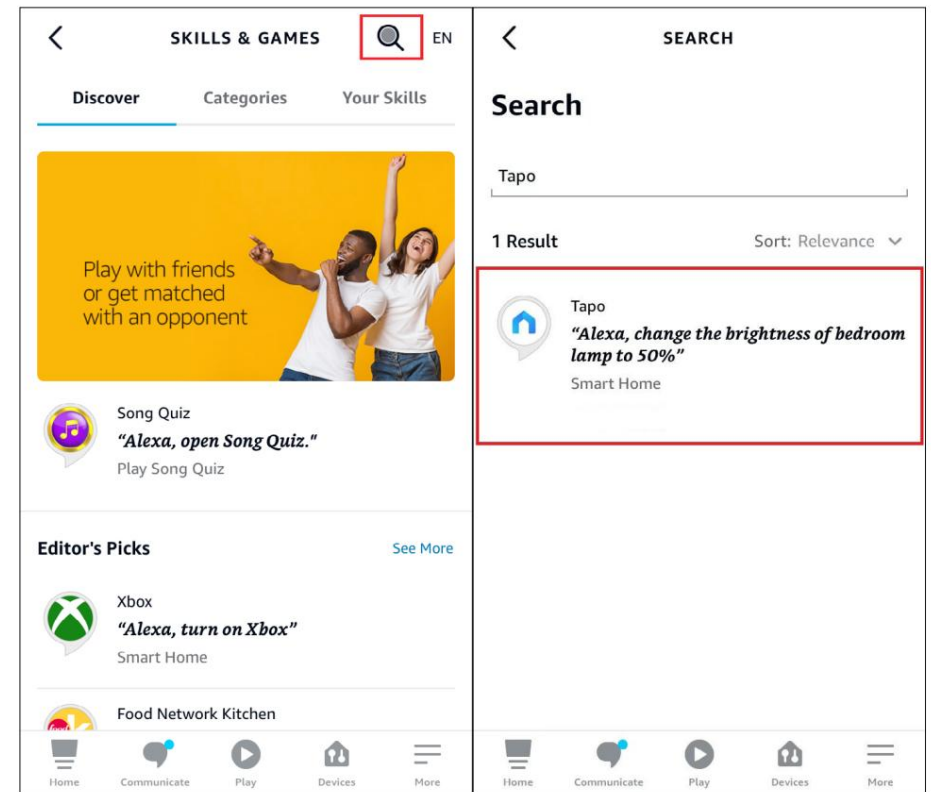 SKILLS & GAMES
EN
Discover
Categories
Your Skills
Play with friends
or get matched
with an opponent
Song Quiz
“Alexa, open Song Quiz."
Play Song Quiz
Editor's Picks
See More
Xbox
“Alexa, turn on Xbox”
Smart Home
Food Network Kitchen
food
Home
Communicate
Play
Devices
More
SEARCH
Search
Tapo
1 Result
Sort: Relevance
Tapo
“Alexa, change the brightness of bedroom
lamp to 50%”
Smart Home
Home
Communicate
Play
Devices
More